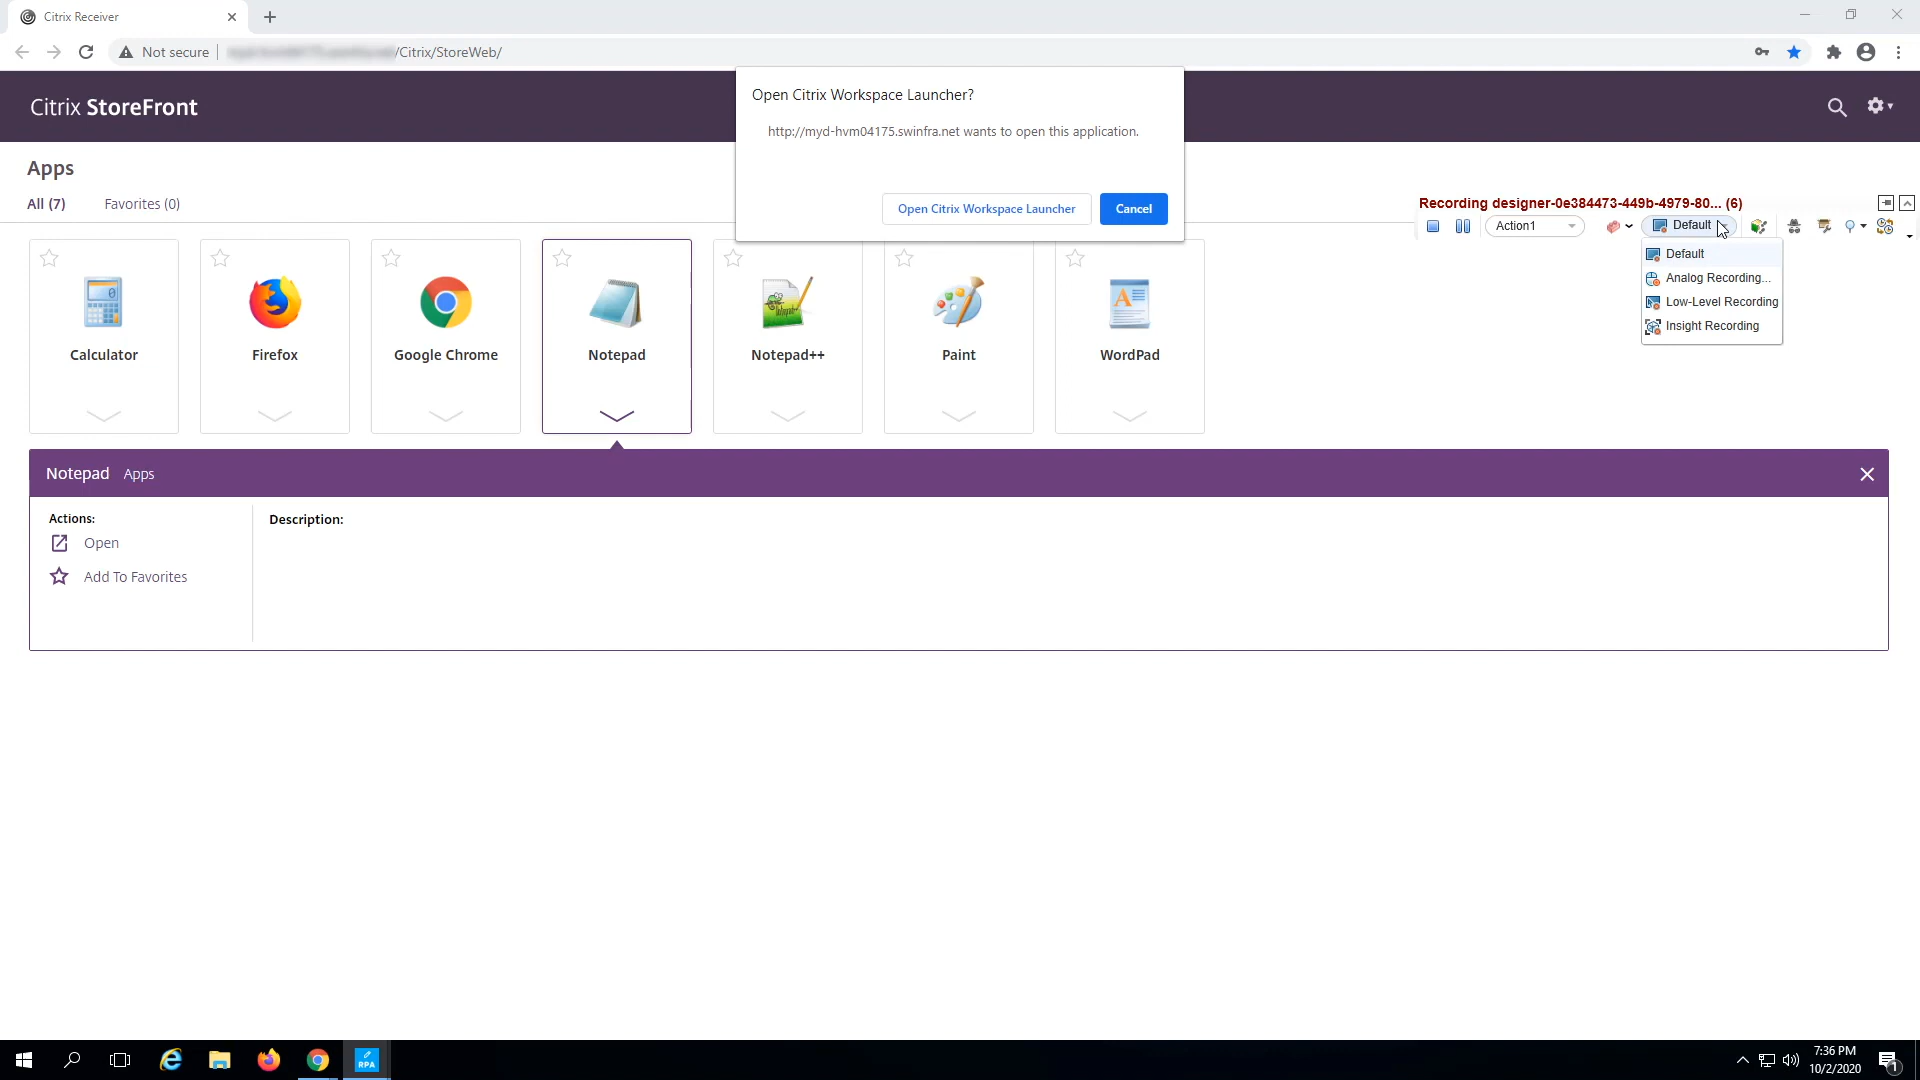 Citrix Receiver
Not secure
/Citrix/StoreWeb/
Open Citrix Workspace Launcher?
http://myd-hvm04175.swinfra.net wants to open this application.
Open Citrix Workspace Launcher
Cancel
Citrix StoreFront
Apps
All (7)
Favorites (0)
Recording designer-0e384473-449b-4979-80... (6)
Action1
Default
Default
Analog Recording...
Low-Level Recording
Insight Recording
Calculator
Firefox
Google Chrome
Notepad
Notepad++
Paint
WordPad
Notepad Apps
Actions:
Open
Add To Favorites
Description:
RPA
7:36 PM
10/2/2020
1